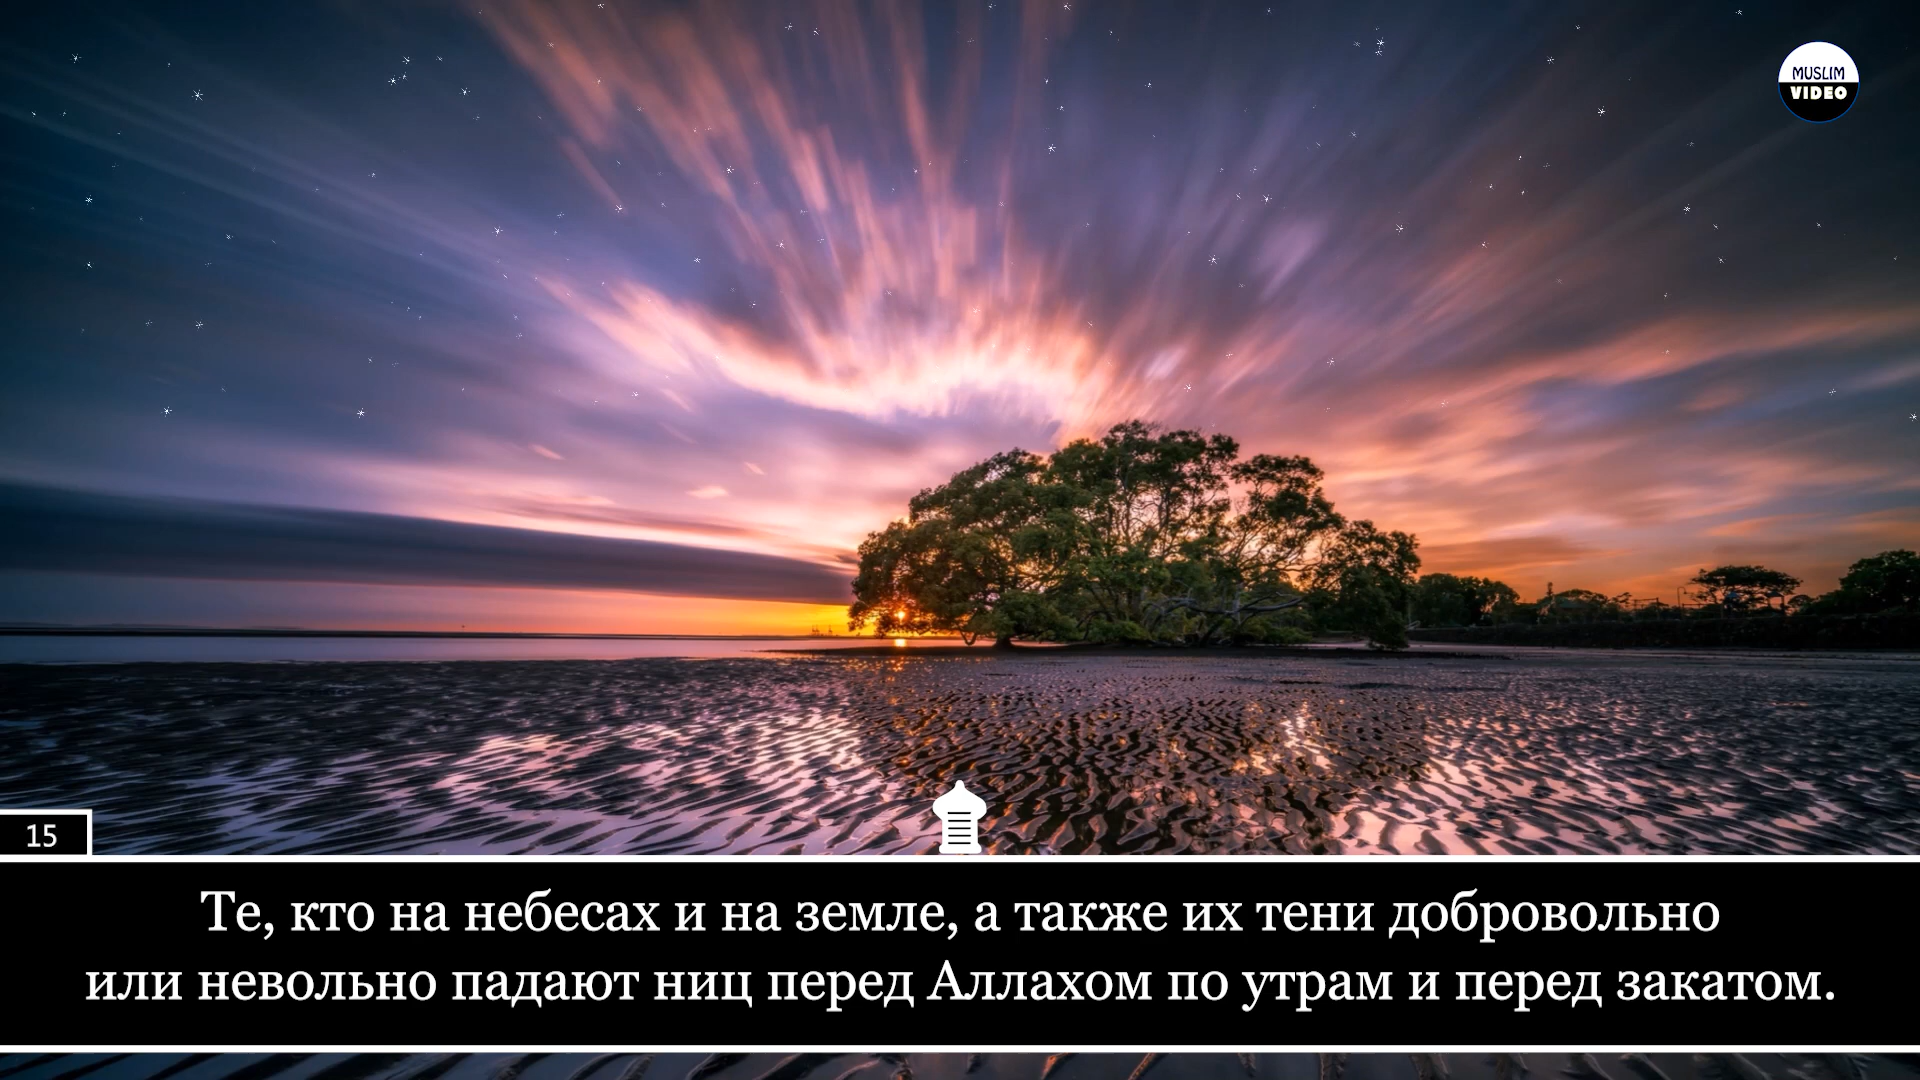 MUSLIM
VIDEO
15
Те, кто на небесах и на земле, а также их тени добровольно
или невольно падают ниц перед Аллахом по утрам и перед закатом.